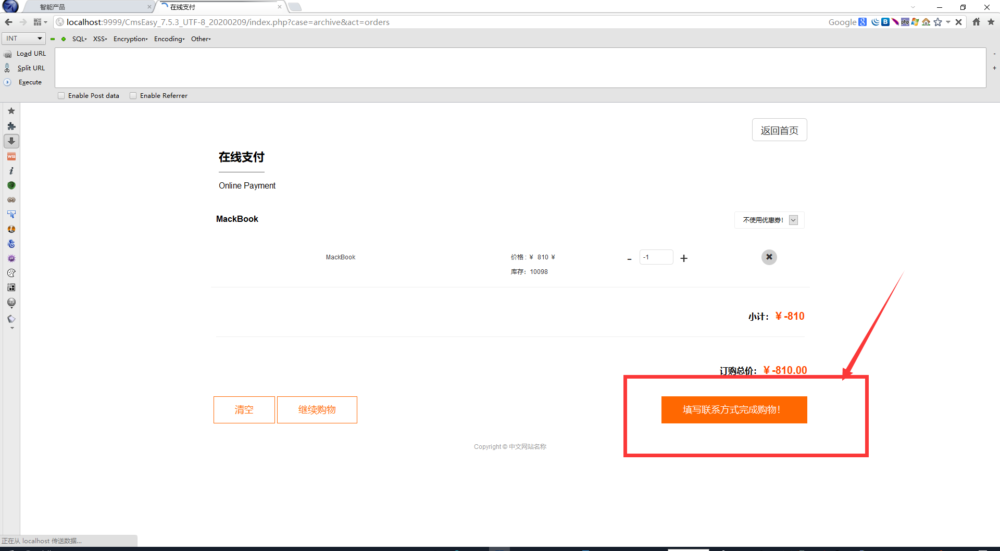 智能产品
在线支付
localhost:9999/CmsEasy_7.5.3_UTF-8_20200209/index.php?case=archive&act=orders
Google
INT
SQL
XSS
Encryption
Encoding
Other
Load URL
Split URL
Execute
Enable Post data
Enable Referrer
返回首页
在线支付
Online Payment
MackBook
不使用优惠券!
MackBook
价格 : ¥ 810 ¥
- -1 +
库存: 10098
小计: ¥ -810
订购总价: ¥ -810.00
清空
继续购物
填写联系方式完成购物!
Copyright © 中文网站名称
正在从 localhost 传送数据...